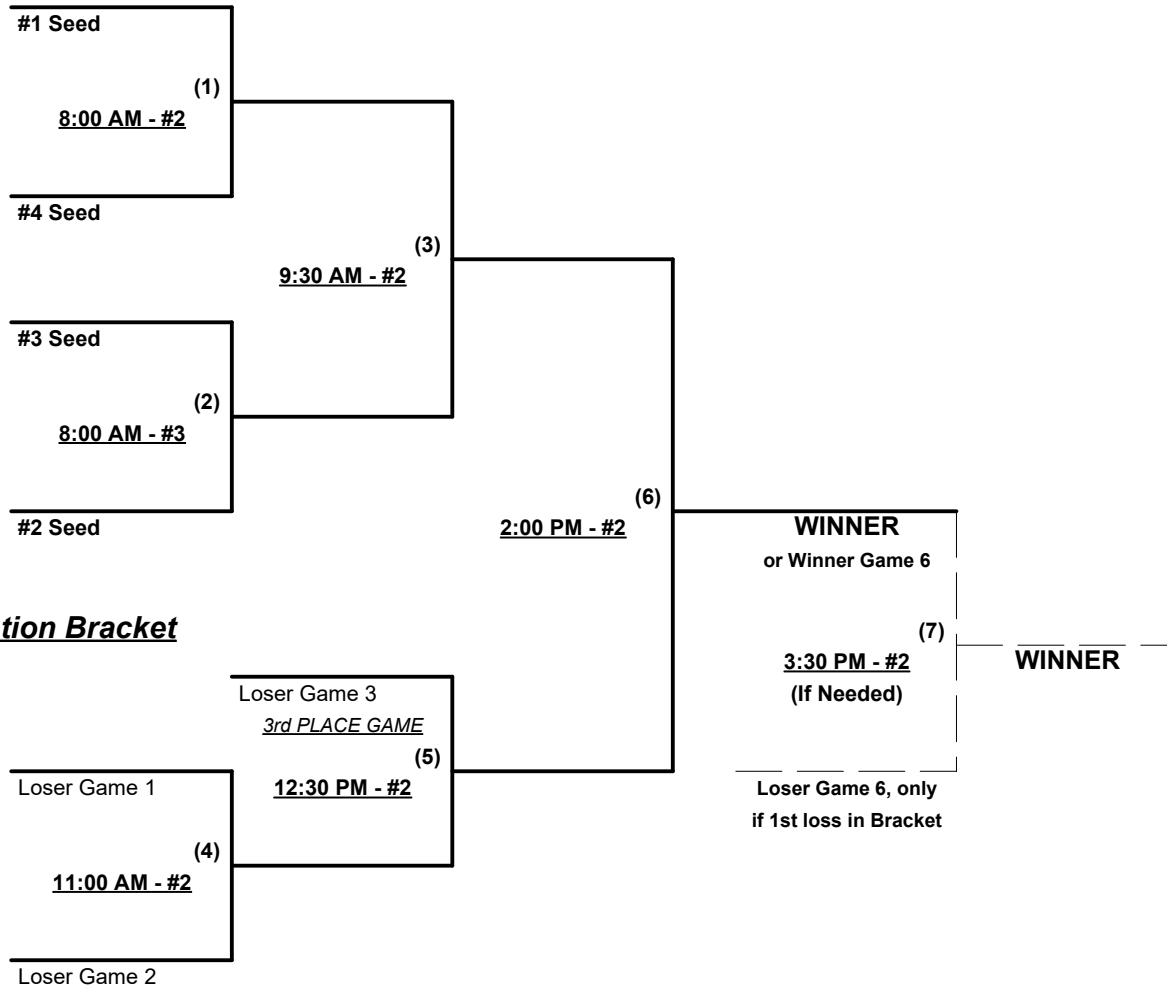 #1 Seed
(1)
8:00 AM - #2
#4 Seed
(3)
9:30 AM - #2
#3 Seed
(2)
8:00 AM - #3
#2 Seed
(6)
2:00 PM - #2
WINNER
or Winner Game 6
(7)
3:30 PM - #2
(If Needed)
WINNER
Loser Game 6, only
if 1st loss in Bracket
tion Bracket
Loser Game 3
3rd PLACE GAME
(5)
12:30 PM - #2
Loser Game 1
(4)
11:00 AM - #2
Loser Game 2